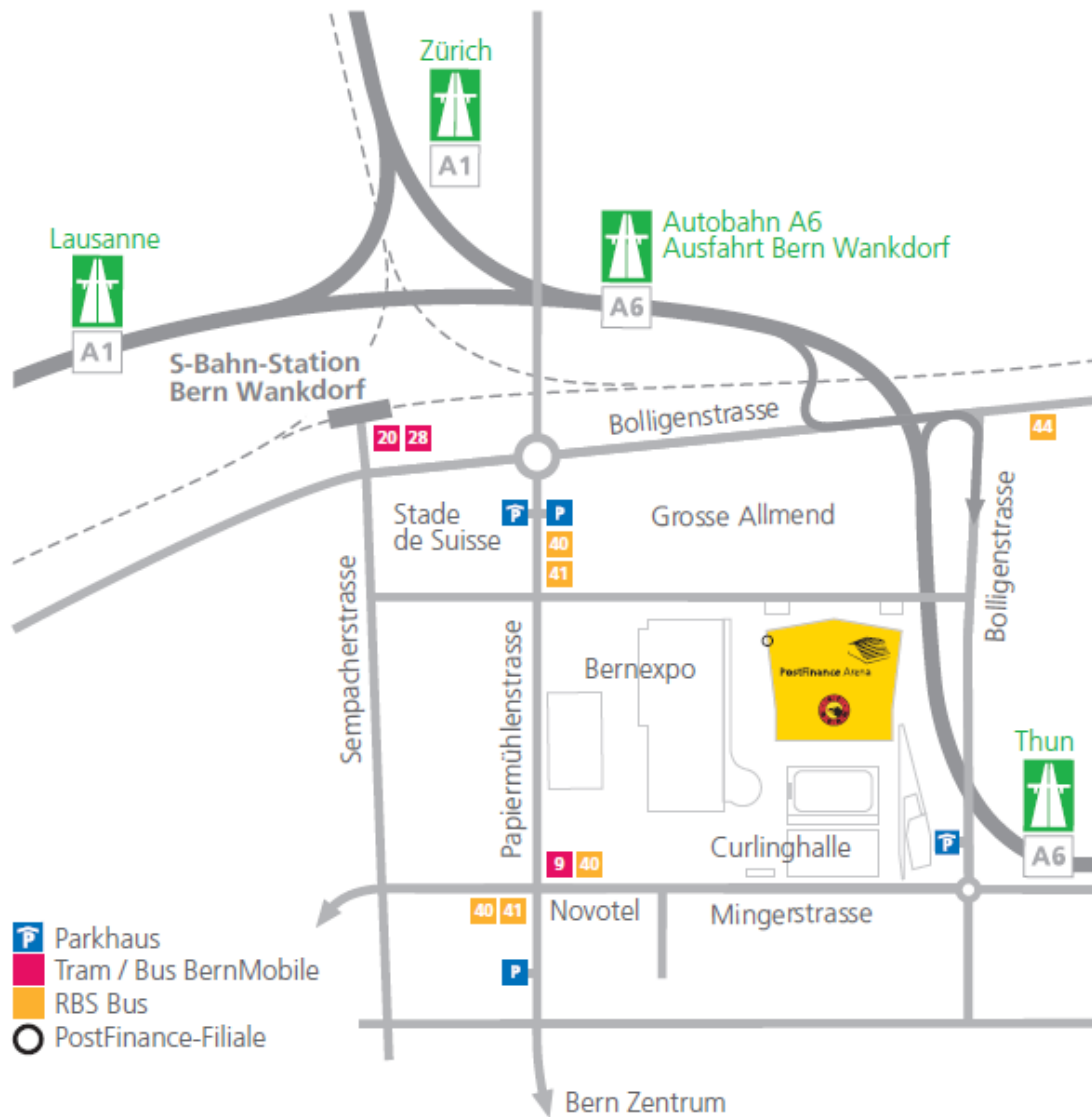 Zürich
A1
Lausanne
A1
Autobahn A6
Ausfahrt Bern Wankdorf
A6
S-Bahn-Station
Bern Wankdorf
20 28
Bolligenstrasse
44
Stade
de Suisse
P P
40
41
Grosse Allmend
Bolligenstrasse
Sempacherstrasse
Papiermühlenstrasse
Bernexpo
PostFinance Arena
Thun
A6
Curlinghalle
P
9 40
40 41
Novotel
Mingerstrasse
P
P Parkhaus
Tram / Bus BernMobile
RBS Bus
PostFinance-Filiale
Bern Zentrum